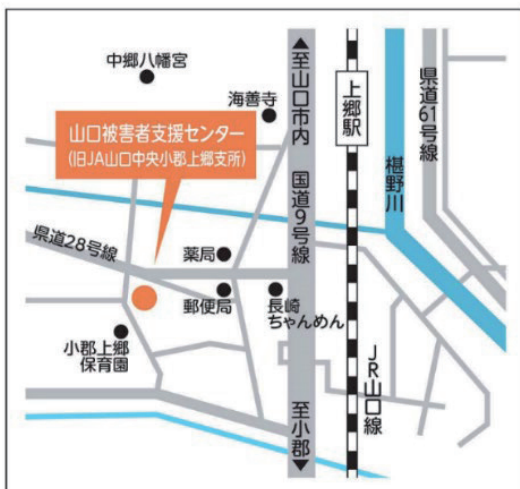 中郷八幡宮
海善寺
▲至山口市内
上郷駅
県道61号線
山口被害者支援センター
(旧JA山口中央小郡上郷支所)
国道9号線
椹野川
県道28号線
薬局
郵便局
長崎
ちゃんめん
小郡上郷
保育園
JR山口線
至小郡▼